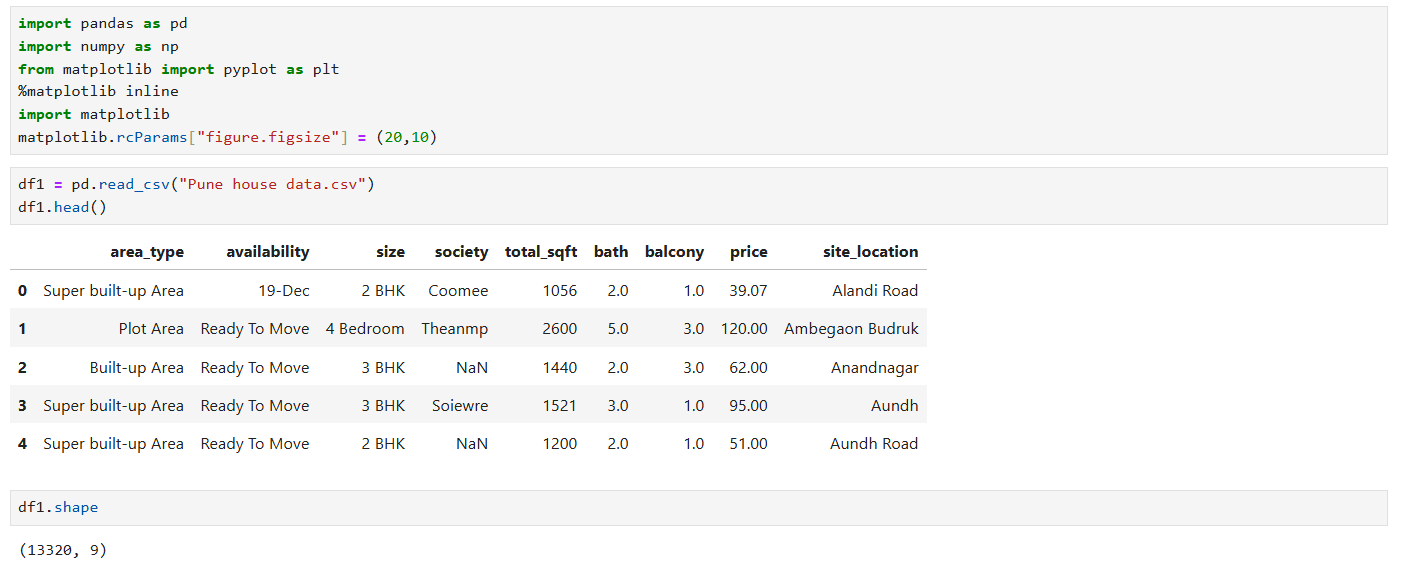 import pandas as pd
import numpy as np
from matplotlib import pyplot as plt
%matplotlib inline
import matplotlib
matplotlib.rcParams["figure.figsize"] = (20,10)
df1 = pd.read_csv("Pune house data.csv")
df1.head()
area_type availability size society total_sqft bath balcony price site_location
0 Super built-up Area 19-Dec 2 BHK Coomee 1056 2.0 1.0 39.07 Alandi Road
1 Plot Area Ready To Move 4 Bedroom Theanmp 2600 5.0 3.0 120.00 Ambegaon Budruk
2 Built-up Area Ready To Move 3 BHK NaN 1440 2.0 3.0 62.00 Anandnagar
3 Super built-up Area Ready To Move 3 BHK Soiewre 1521 3.0 1.0 95.00 Aundh
4 Super built-up Area Ready To Move 2 BHK NaN 1200 2.0 1.0 51.00 Aundh Road
df1.shape
(13320, 9)